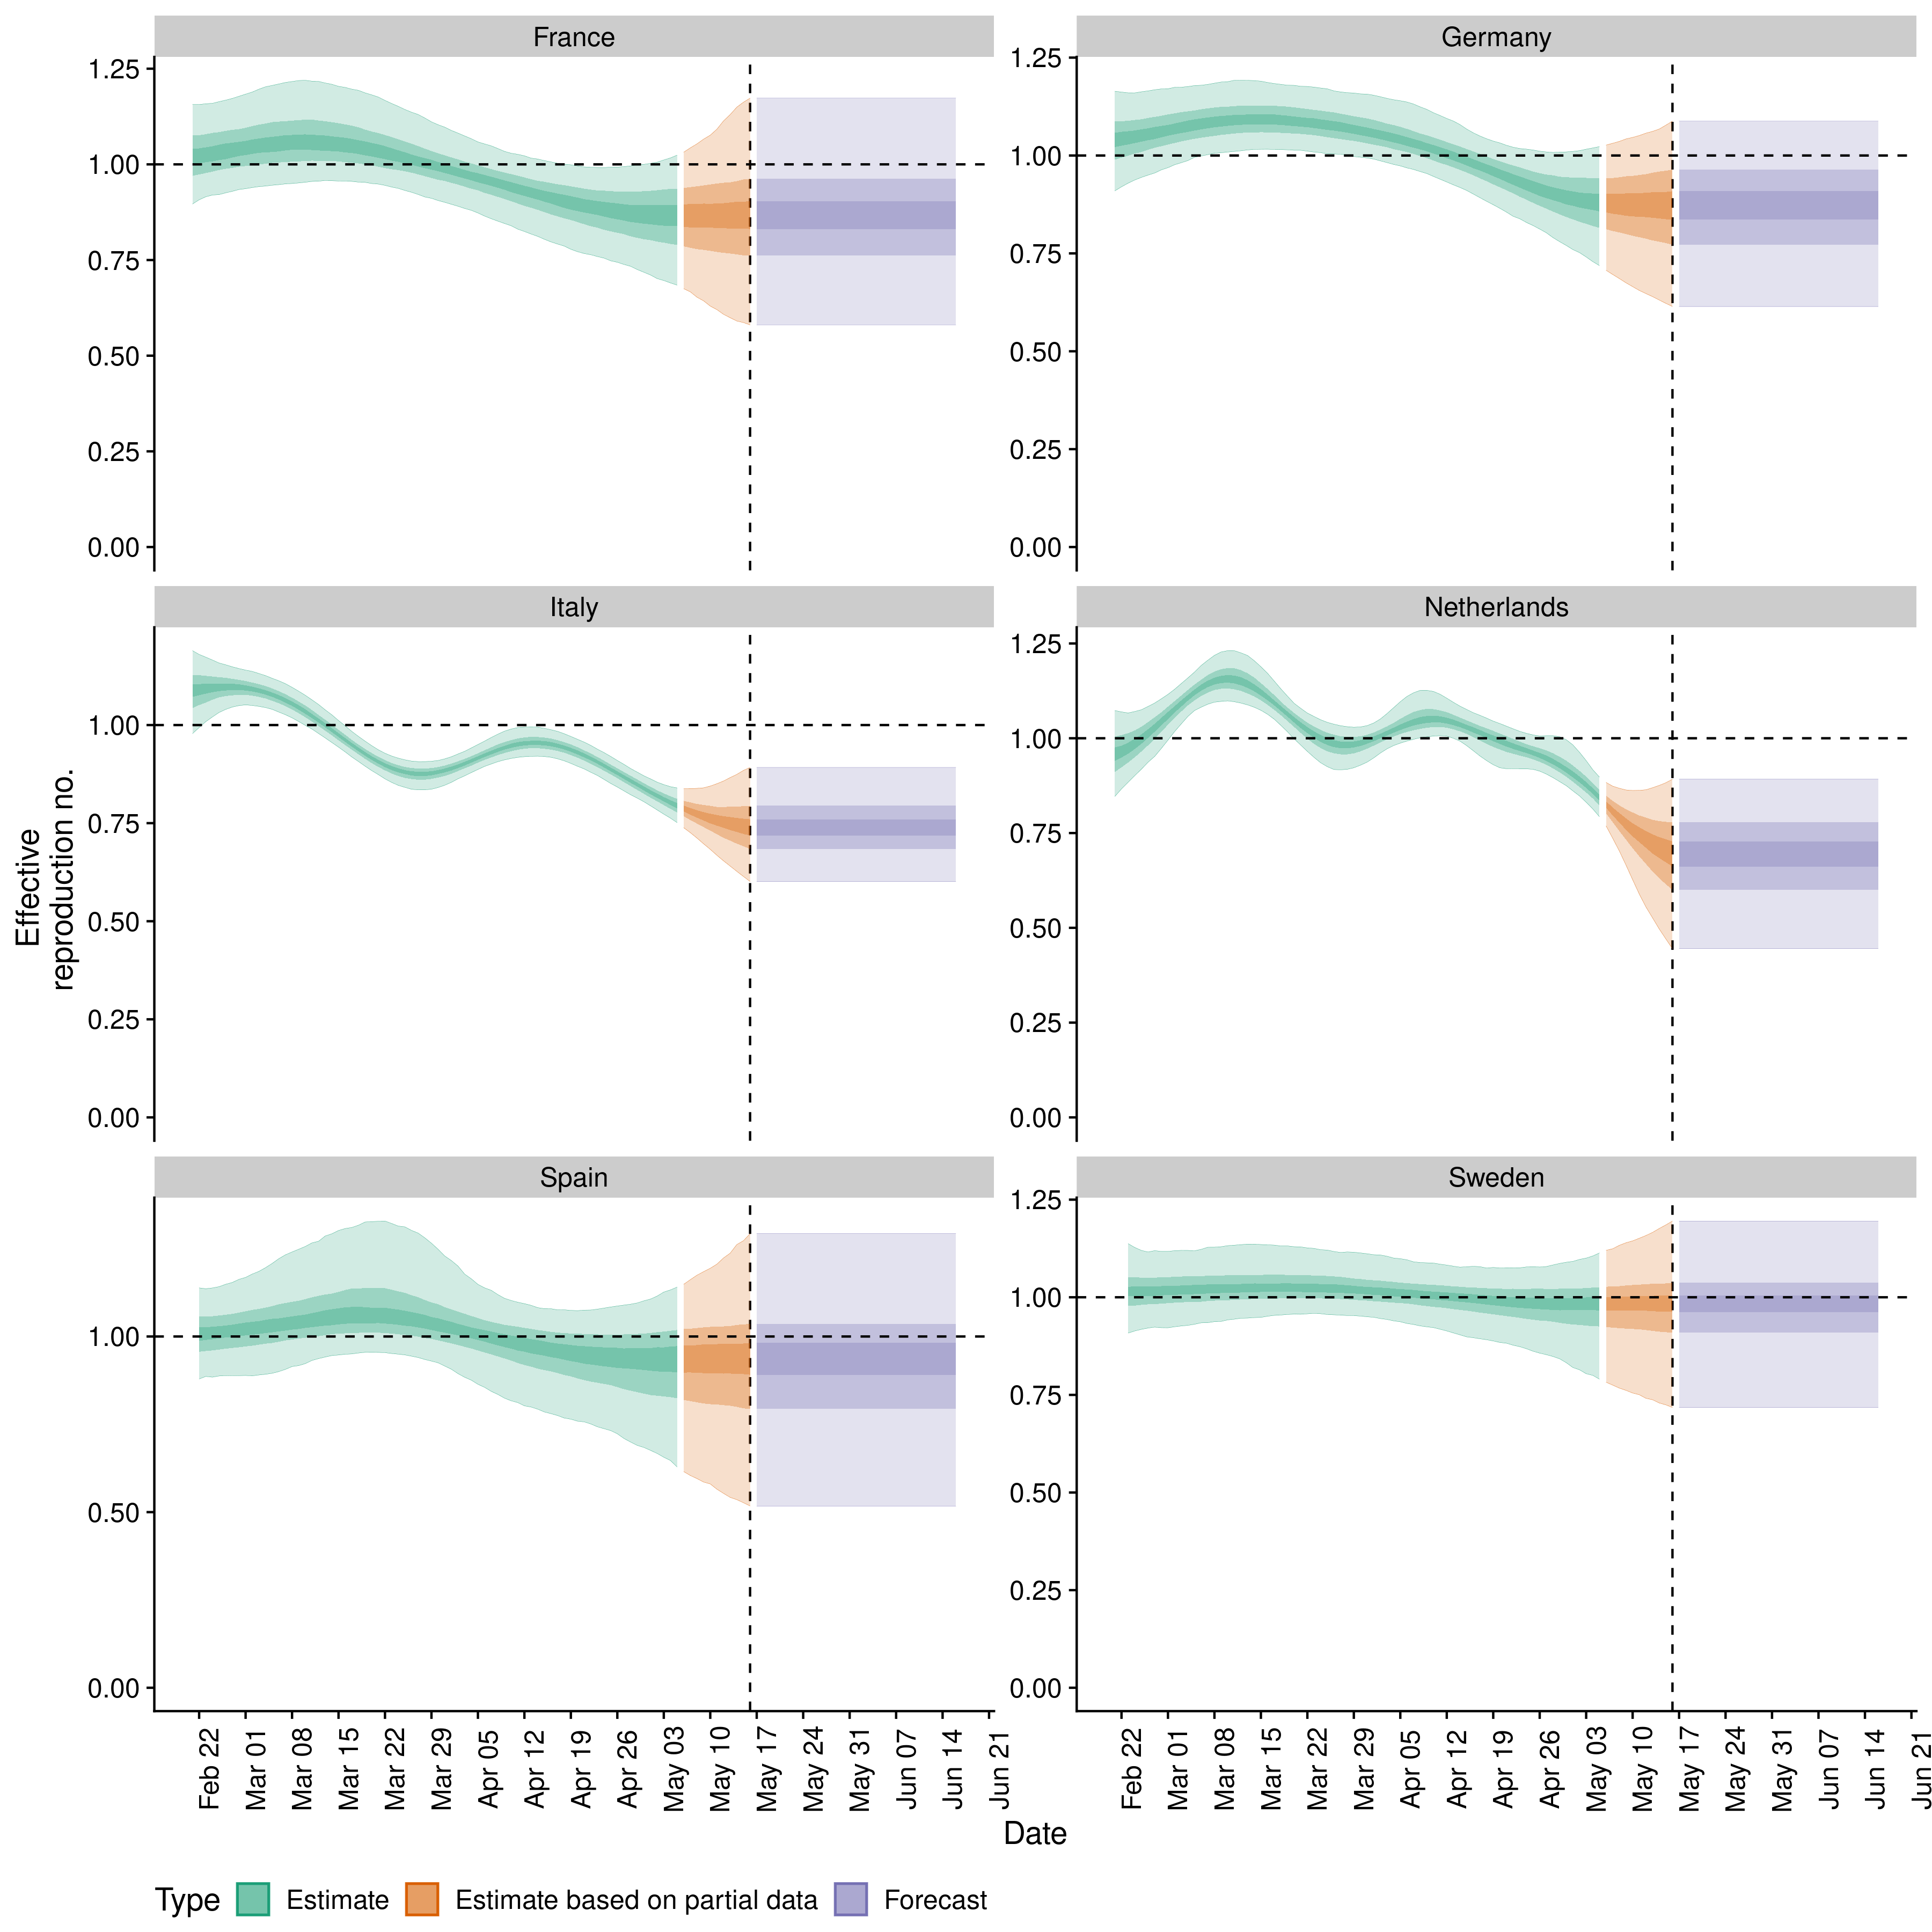 France
Germany
1.25
1.00
0.75
0.50
0.25
0.00
1.25
1.00
0.75
0.50
0.25
0.00
Italy
Netherlands
1.00
0.75
0.50
0.25
0.00
1.25
1.00
0.75
0.50
0.25
0.00
Effective
reproduction no.
Spain
Sweden
1.00
0.50
0.00
1.25
1.00
0.75
0.50
0.25
0.00
Feb 22
Mar 01
Mar 08
Mar 15
Mar 22
Mar 29
Apr 05
Apr 12
Apr 19
Apr 26
May 03
May 10
May 17
May 24
May 31
Jun 07
Jun 14
Jun 21
Feb 22
Mar 01
Mar 08
Mar 15
Mar 22
Mar 29
Apr 05
Apr 12
Apr 19
Apr 26
May 03
May 10
May 17
May 24
May 31
Jun 07
Jun 14
Jun 21
Date
Type Estimate Estimate based on partial data Forecast